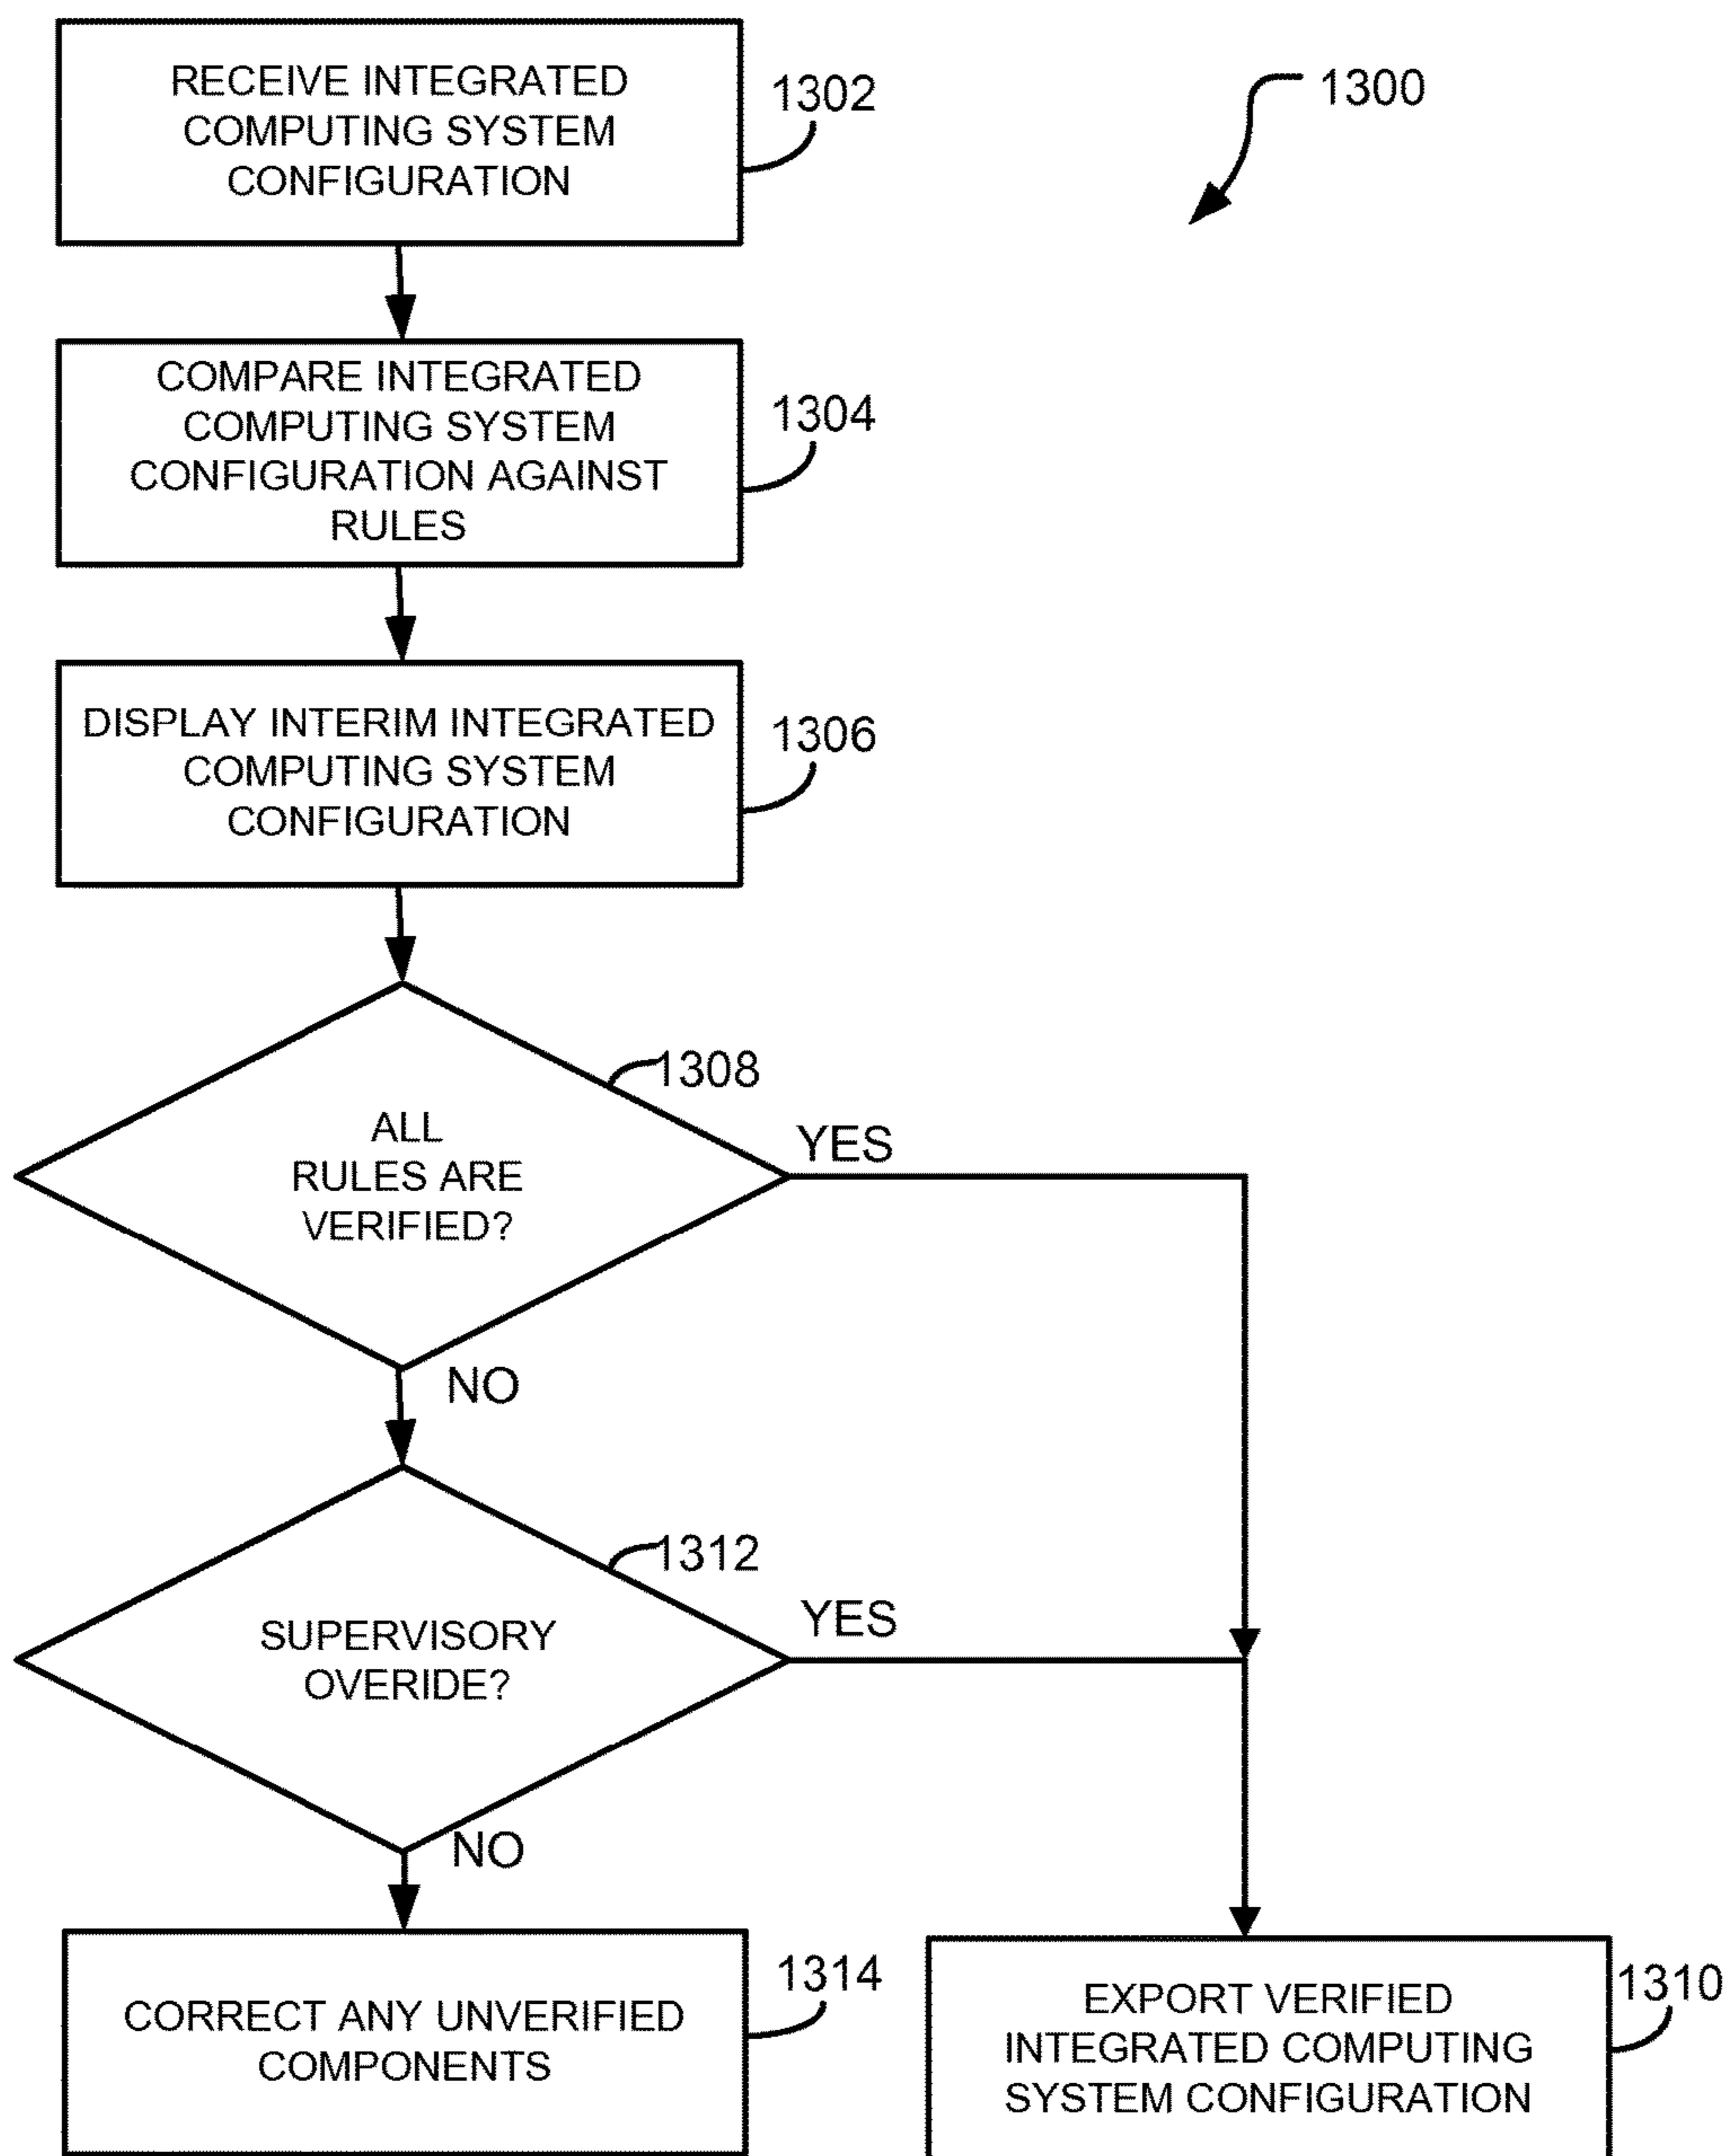 RECEIVE INTEGRATED
COMPUTING SYSTEM
CONFIGURATION
1302
1300
COMPARE INTEGRATED
COMPUTING SYSTEM
CONFIGURATION AGAINST
RULES
1304
DISPLAY INTERIM INTEGRATED
COMPUTING SYSTEM
CONFIGURATION
1306
1308
ALL
RULES ARE
VERIFIED?
YES
NO
1312
SUPERVISORY
OVERIDE?
YES
NO
CORRECT ANY UNVERIFIED
COMPONENTS
1314
EXPORT VERIFIED
INTEGRATED COMPUTING
SYSTEM CONFIGURATION
1310